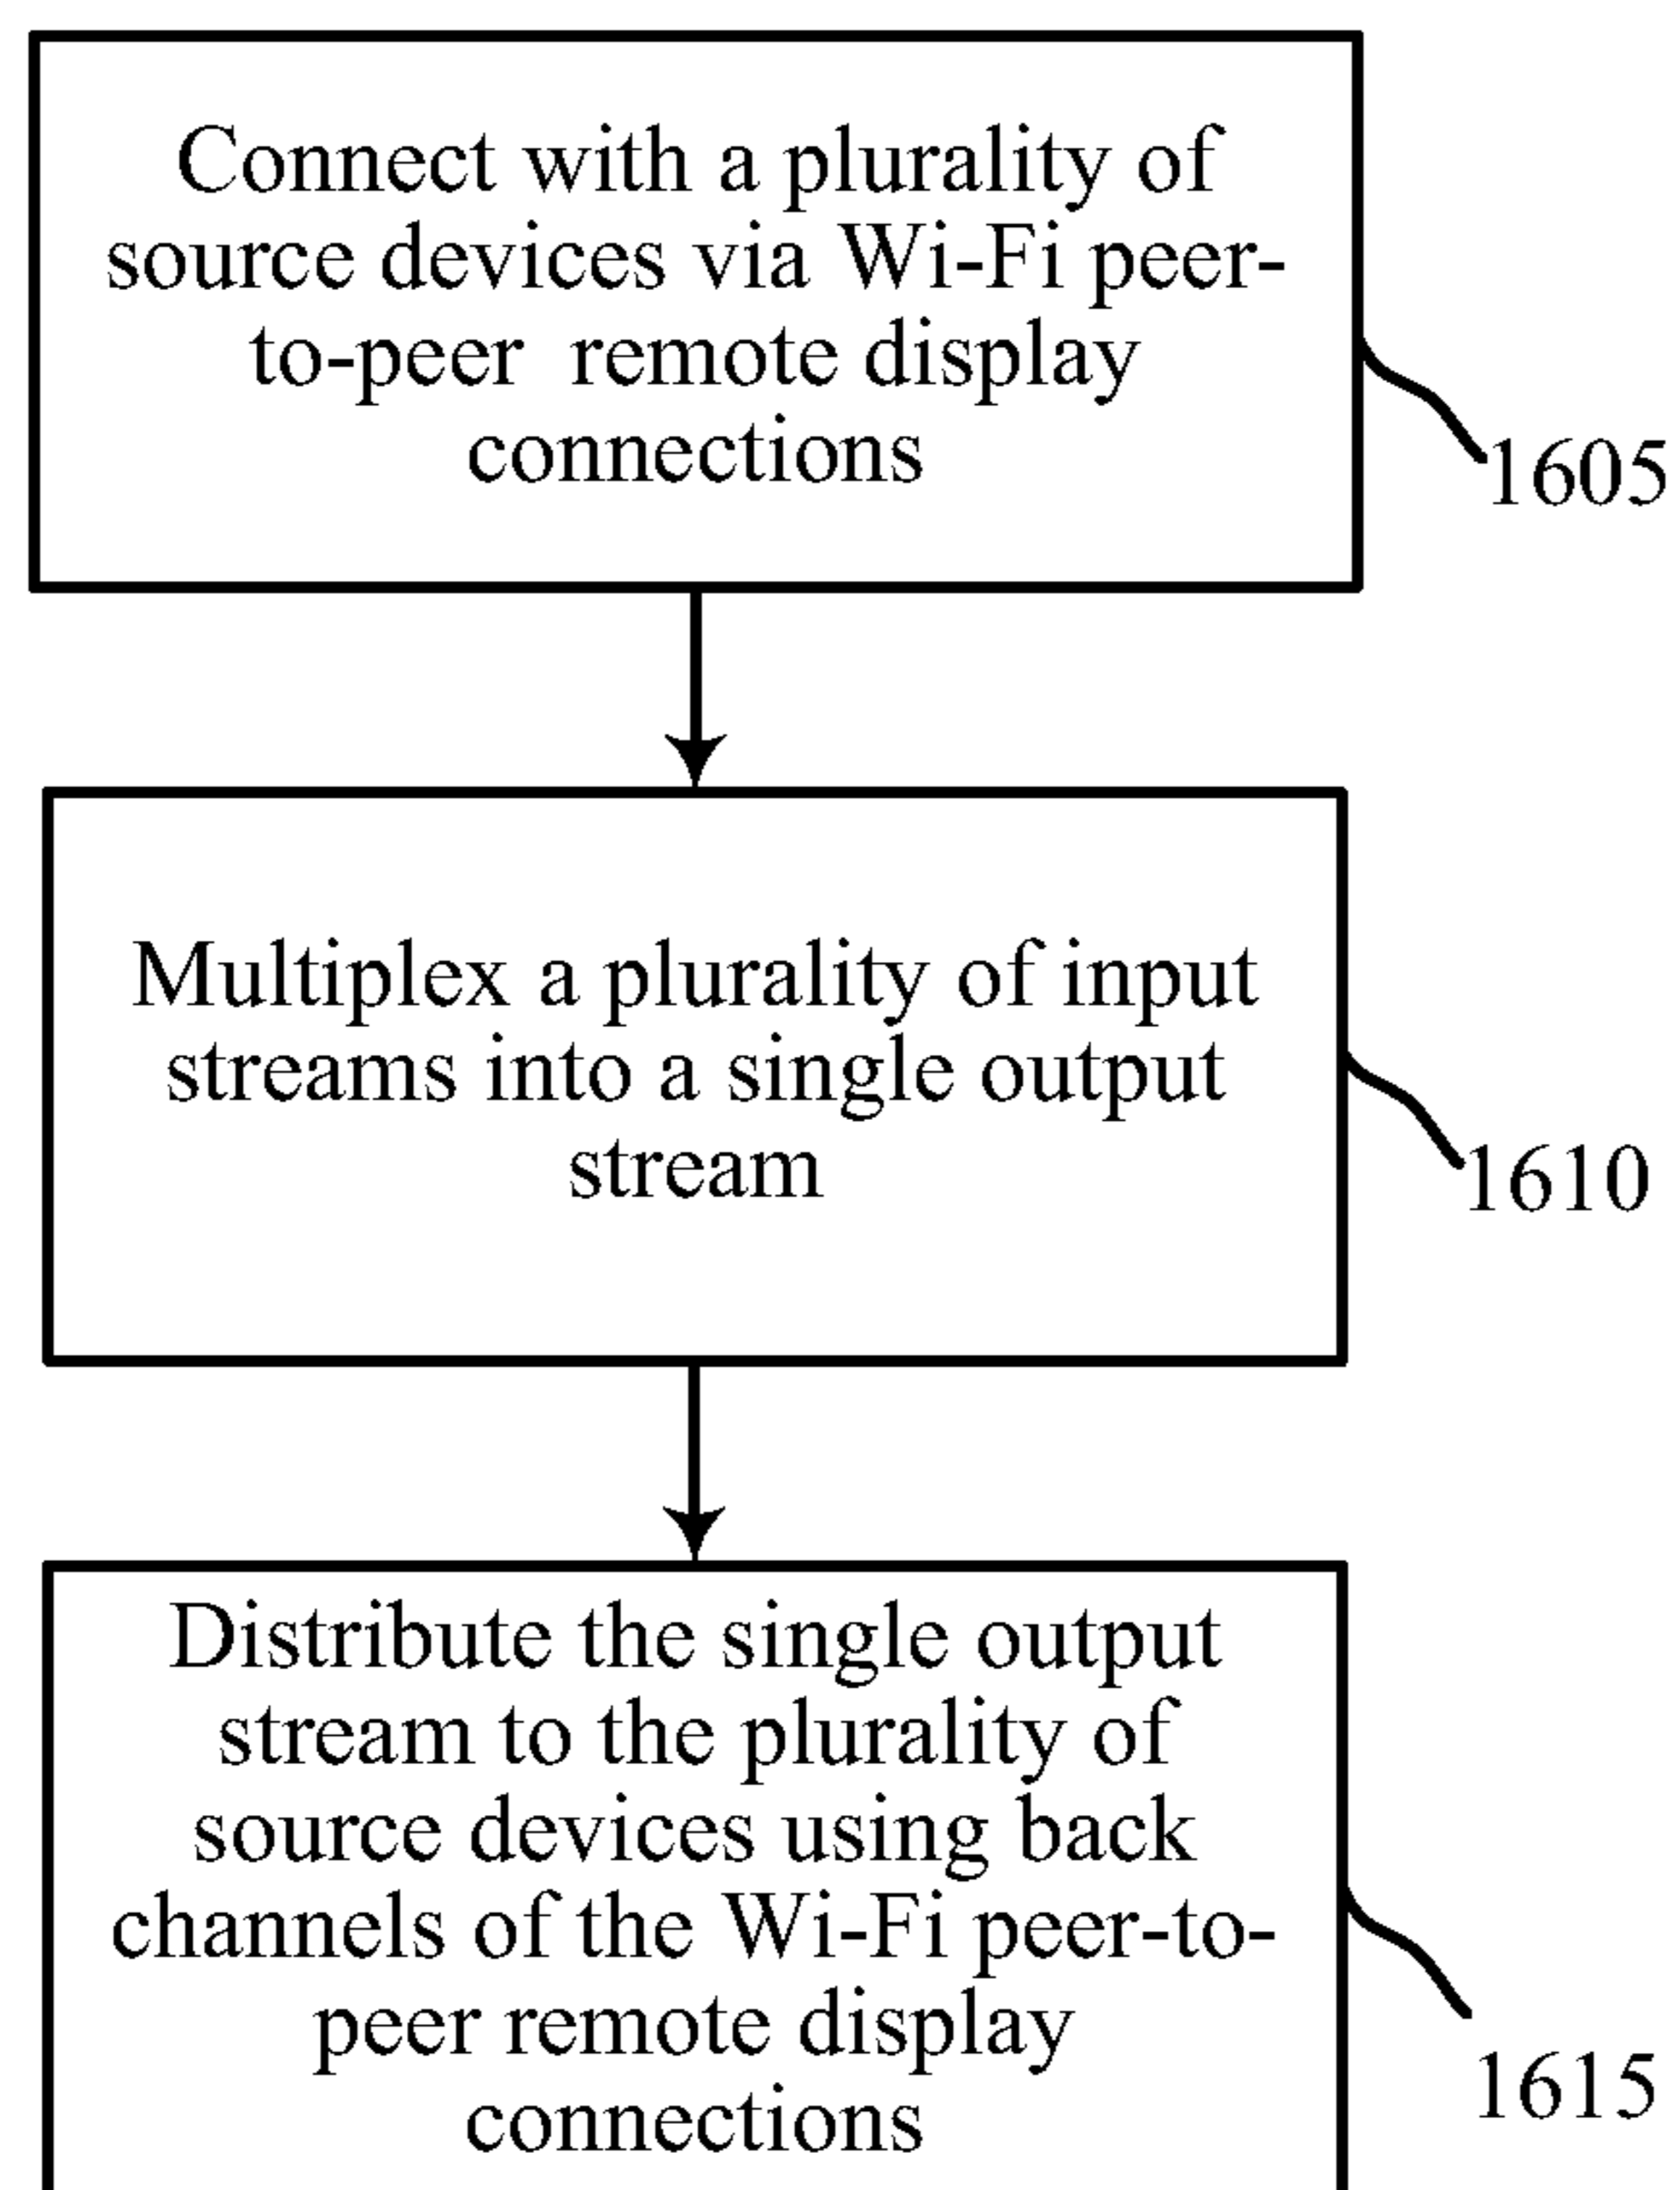 Connect with a plurality of
source devices via Wi-Fi peer-
to-peer remote display
connections
1605
Multiplex a plurality of input
streams into a single output
stream
1610
Distribute the single output
stream to the plurality of
source devices using back
channels of the Wi-Fi peer-to-
peer remote display
connections
1615